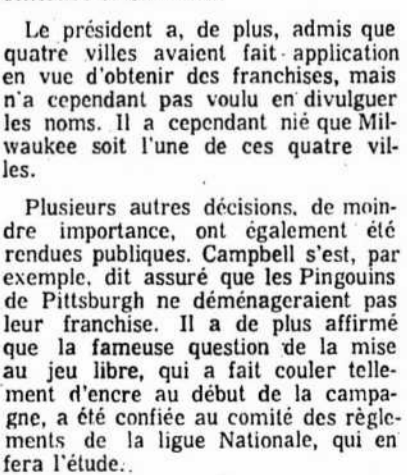 Le président a, de plus, admis que
quatre villes avaient fait application
en vue d'obtenir des franchises, mais
n'a cependant pas voulu en divulguer
les noms. Il a cependant nié que Mil-
waukee soit l'une de ces quatre vil-
les.
Plusieurs autres décisions, de moin-
dre importance, ont également été
rendues publiques. Campbell s'est, par
exemple, dit assuré que les Pingouins
de Pittsburgh ne déménageraient pas
leur franchise. Il a de plus affirmé
que la fameuse question de la mise
au jeu libre, qui a fait couler telle-
ment d'encre au début de la campa-
gne, a été confiée au comité des règle-
ments de la ligue Nationale, qui en
fera l'étude.